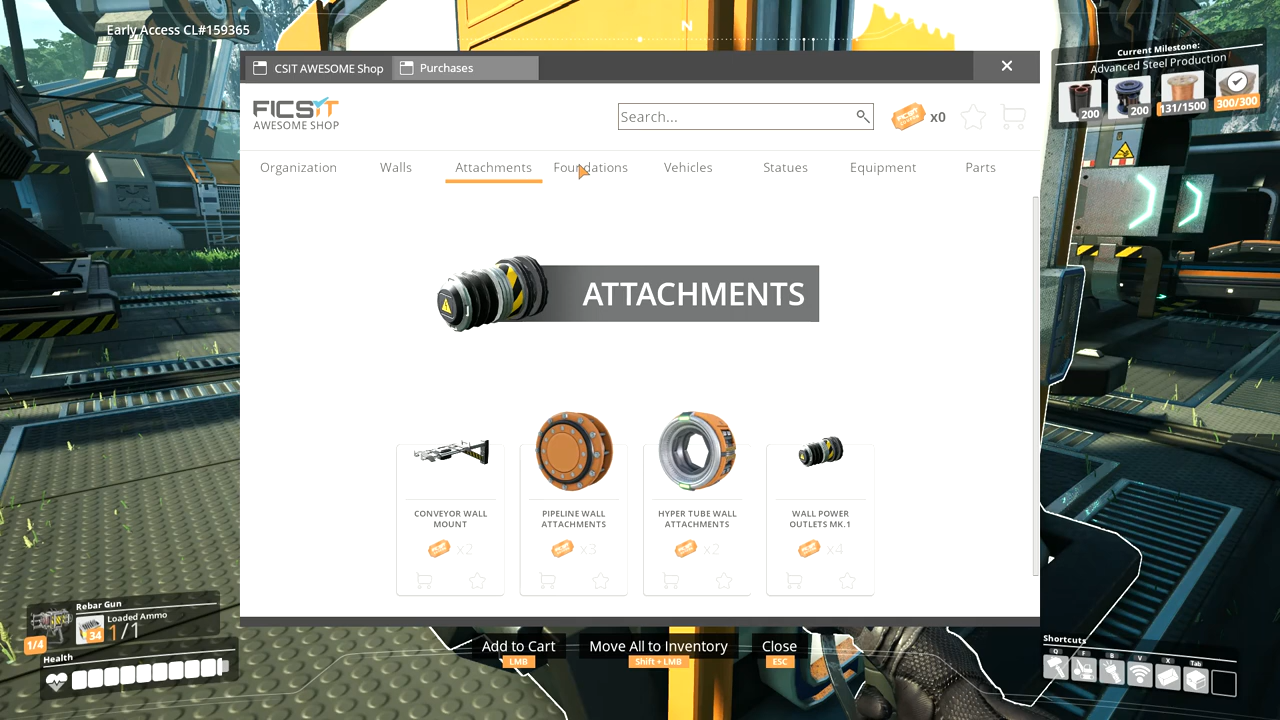 Early Access CL#159365
N
Current Milestone:
Advanced Steel Production
200
200
131/1500
300/300
CSIT AWESOME Shop
Purchases
FICSIT
AWESOME SHOP
Search...
x0
Organization
Walls
Attachments
Foundations
Vehicles
Statues
Equipment
Parts
ATTACHMENTS
CONVEYOR WALL
MOUNT
x2
PIPELINE WALL
ATTACHMENTS
x3
HYPER TUBE WALL
ATTACHMENTS
x2
WALL POWER
OUTLETS MK.1
x4
Rebar Gun
Loaded Ammo
1/4
34
1/1
Health
Add to Cart
LMB
Move All to Inventory
Shift + LMB
Close
ESC
Shortcuts
Q
F
B
V
X
Tab